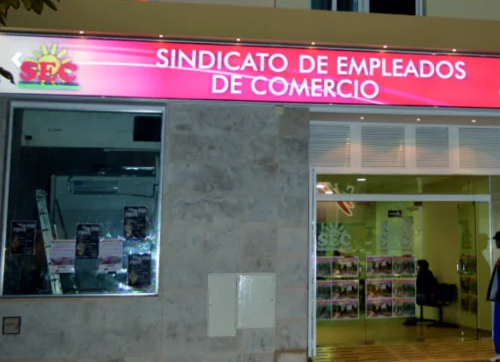 SEC
SINDICATO DE EMPLEADOS
DE COMERCIO
SEC